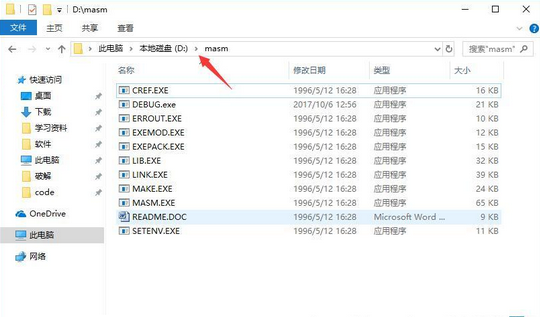 D:\masm
文件 主页 共享 查看
此电脑 本地磁盘 (D:) masm 搜索"masm"
名称 修改日期 类型 大小
快速访问
桌面
下载
学习资料
软件
此电脑
破解
code
OneDrive
此电脑
网络
CREF.EXE 1996/5/12 16:28 应用程序 16 KB
DEBUG.exe 2017/10/6 12:56 应用程序 21 KB
ERROUT.EXE 1996/5/12 16:28 应用程序 10 KB
EXEMOD.EXE 1996/5/12 16:28 应用程序 12 KB
EXEPACK.EXE 1996/5/12 16:28 应用程序 15 KB
LIB.EXE 1996/5/12 16:28 应用程序 32 KB
LINK.EXE 1996/5/12 16:28 应用程序 39 KB
MAKE.EXE 1996/5/12 16:28 应用程序 24 KB
MASM.EXE 1996/5/12 16:28 应用程序 65 KB
README.DOC 1996/5/12 16:28 Microsoft Word ... 9 KB
SETENV.EXE 1996/5/12 16:28 应用程序 11 KB